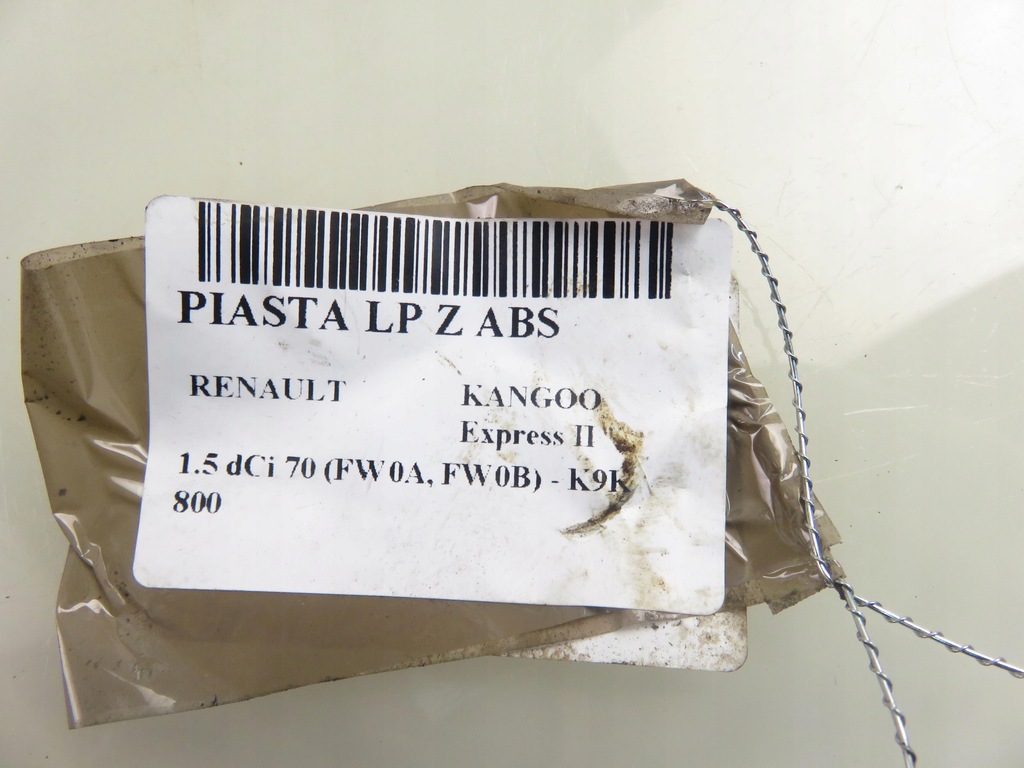 PIASTA LP Z ABS
RENAULT KANGOO
Express II
1.5 dCi 70 (FW0A, FW0B) - K9K
800